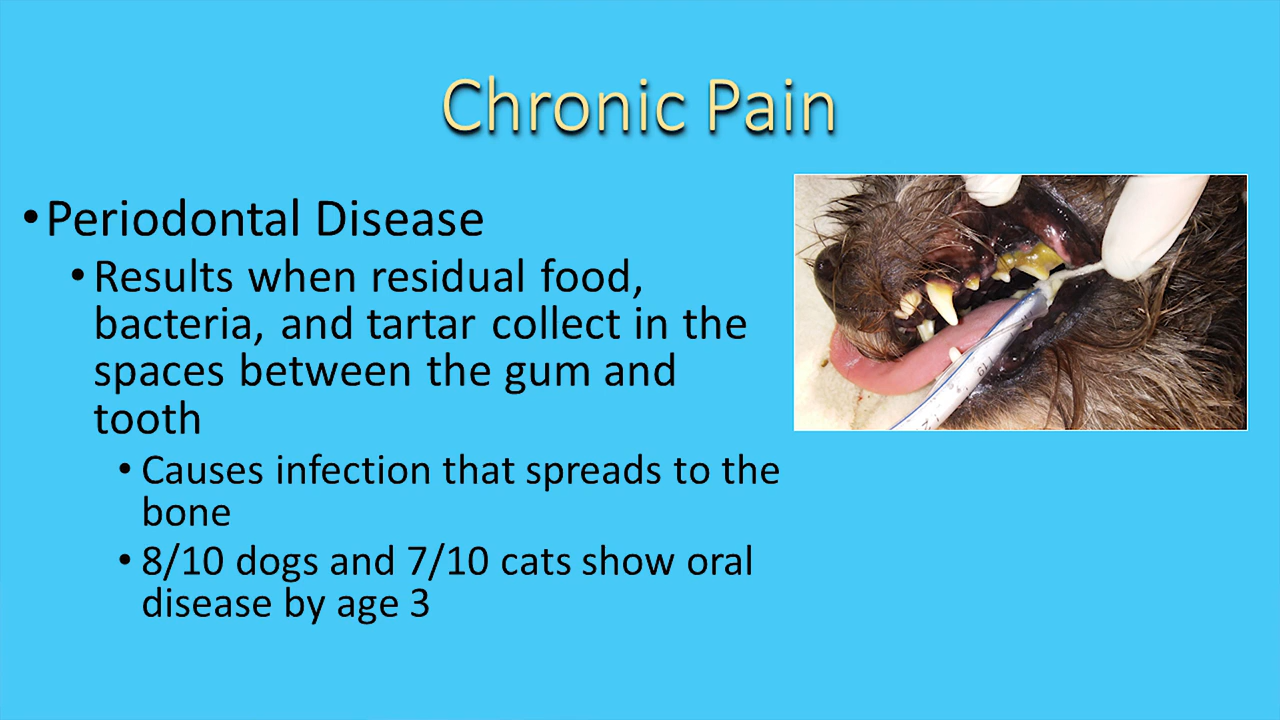 Chronic Pain
•Periodontal Disease
•Results when residual food,
bacteria, and tartar collect in the
spaces between the gum and
tooth
•Causes infection that spreads to the
bone
•8/10 dogs and 7/10 cats show oral
disease by age 3